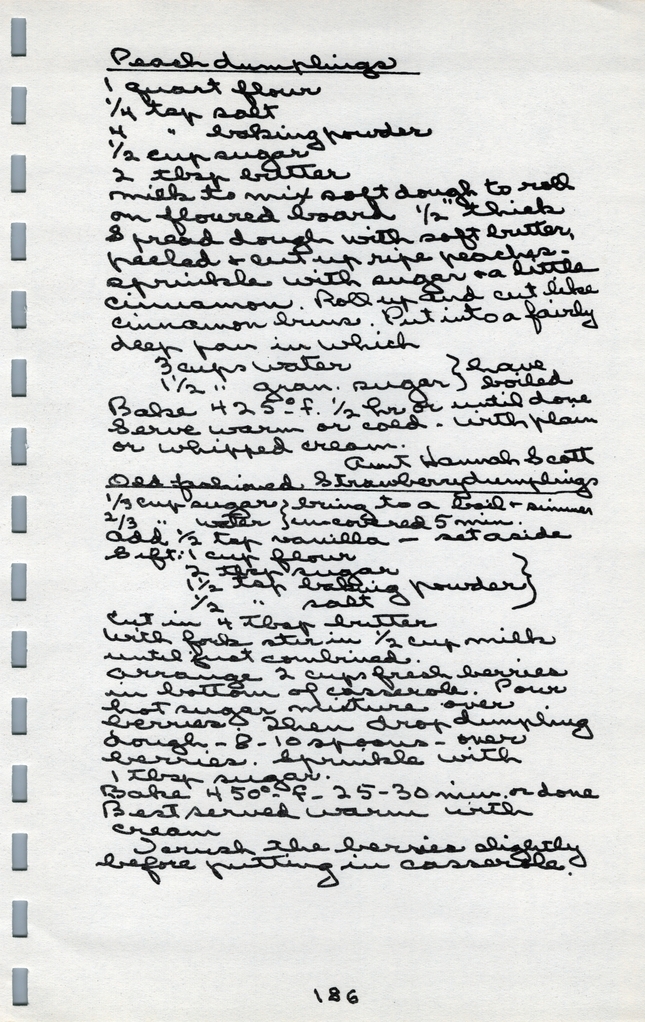 Peach dumplings
1 quart flour
1/4 tsp salt
4 " baking powder
1/2 cup sugar
2 tbsp butter
milk to mix soft dough to roll
on floured board 1/2" thick
Spread dough with soft butter,
peeled + cut up ripe peaches -
sprinkle with sugar + a little
cinnamon. Roll up and cut like
cinnamon buns. Put into a fairly
deep pan in which
3 cups water } have
1 1/2 " gran. sugar } boiled
Bake 425° f. 1/2 hr or until done
Serve warm or cold - with plain
or whipped cream.
Aunt Hannah Scott
Old fashioned Strawberry dumplings
1/3 cup sugar } bring to a boil + simmer
2/3 " water } uncovered 5 min.
Add 1/2 tsp vanilla - set aside
Sift: 1 cup flour
2 tbsp sugar
1 1/2 tsp baking powder }
1/2 " salt
Cut in 4 tbsp butter
With fork stir in 1/2 cup milk
until just combined.
Arrange 2 cups fresh berries
in bottom of casserole. Pour
hot sugar mixture over
berries. Then drop dumpling
dough - 8 - 10 spoons - over
berries. Sprinkle with
1 tbsp sugar.
Bake 450° f - 25 - 30 min. or done
Best served warm with
cream
I crush the berries slightly
before putting in casserole.
186